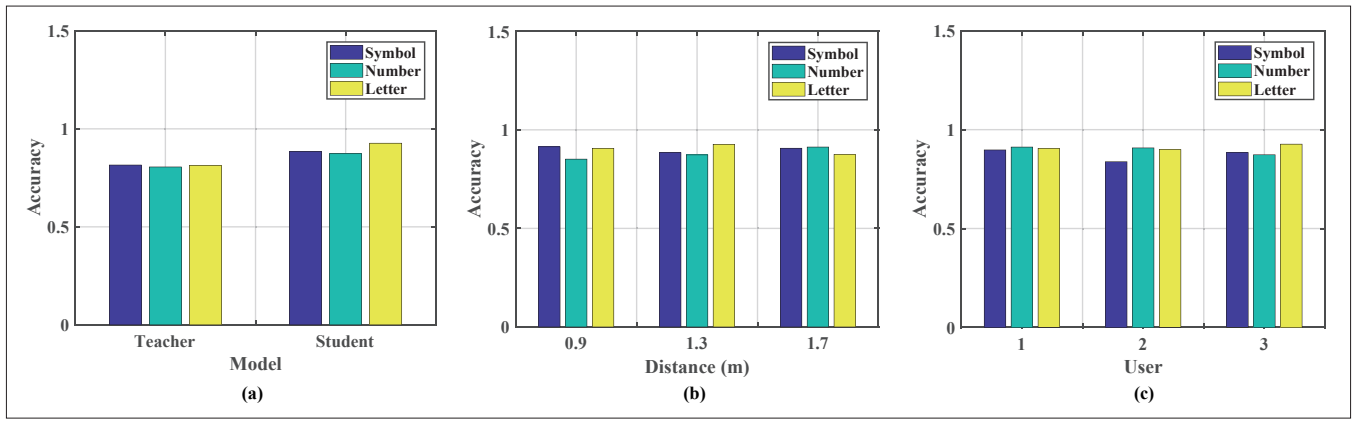 1.5
1
0.5
0
Accuracy
Symbol
Number
Letter
Teacher Student
Model
(a)
1.5
1
0.5
0
Accuracy
Symbol
Number
Letter
0.9 1.3 1.7
Distance (m)
(b)
1.5
1
0.5
0
Accuracy
Symbol
Number
Letter
1 2 3
User
(c)